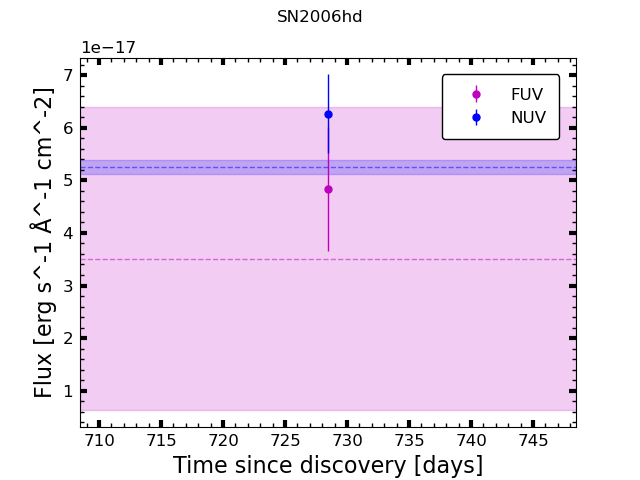 SN2006hd
1e−17
7
6
5
4
3
2
1
FUV
NUV
Flux [erg s^-1 Å^-1 cm^-2]
710 715 720 725 730 735 740 745
Time since discovery [days]